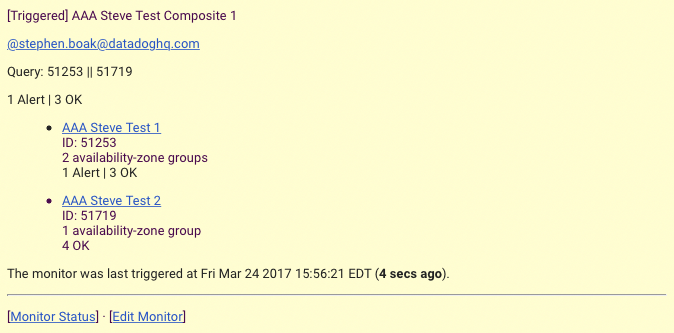 [Triggered] AAA Steve Test Composite 1
@stephen.boak@datadoghq.com
Query: 51253 || 51719
1 Alert | 3 OK
• AAA Steve Test 1
ID: 51253
2 availability-zone groups
1 Alert | 3 OK
• AAA Steve Test 2
ID: 51719
1 availability-zone group
4 OK
The monitor was last triggered at Fri Mar 24 2017 15:56:21 EDT (4 secs ago).
[Monitor Status] · [Edit Monitor]